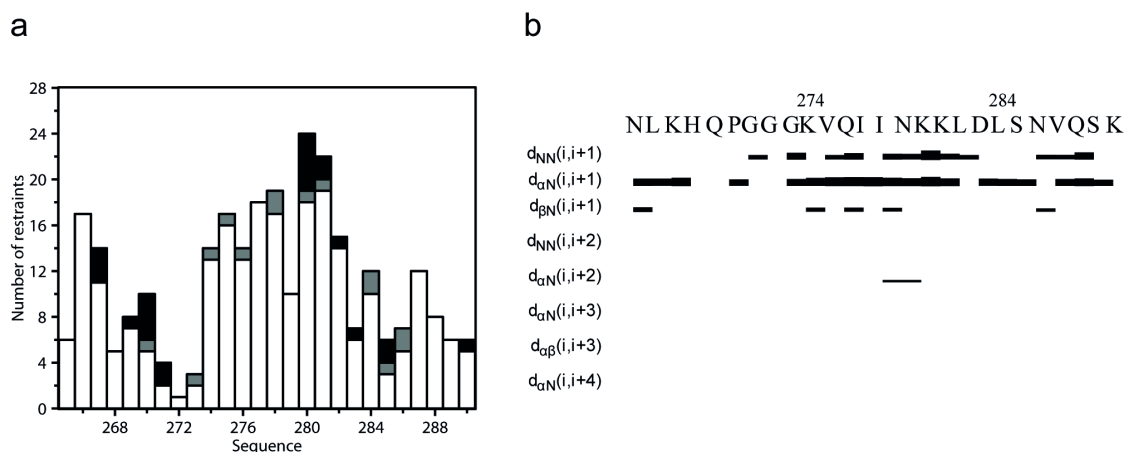 a
b
28
24
20
16
12
8
4
0
Number of restraints
268 272 276 280 284 288
Sequence
274 284
NLKHQPGGGKVQIINKKLDLSNVQSK
dNN(i,i+1)
dαN(i,i+1)
dβN(i,i+1)
dNN(i,i+2)
dαN(i,i+2)
dαN(i,i+3)
dαβ(i,i+3)
dαN(i,i+4)